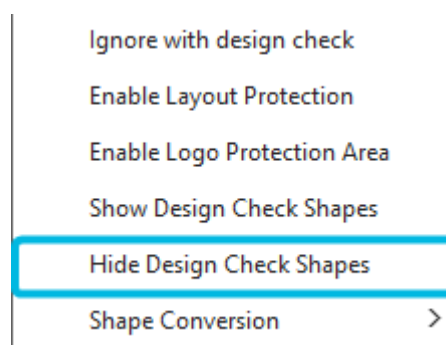 Ignore with design check
Enable Layout Protection
Enable Logo Protection Area
Show Design Check Shapes
Hide Design Check Shapes
Shape Conversion